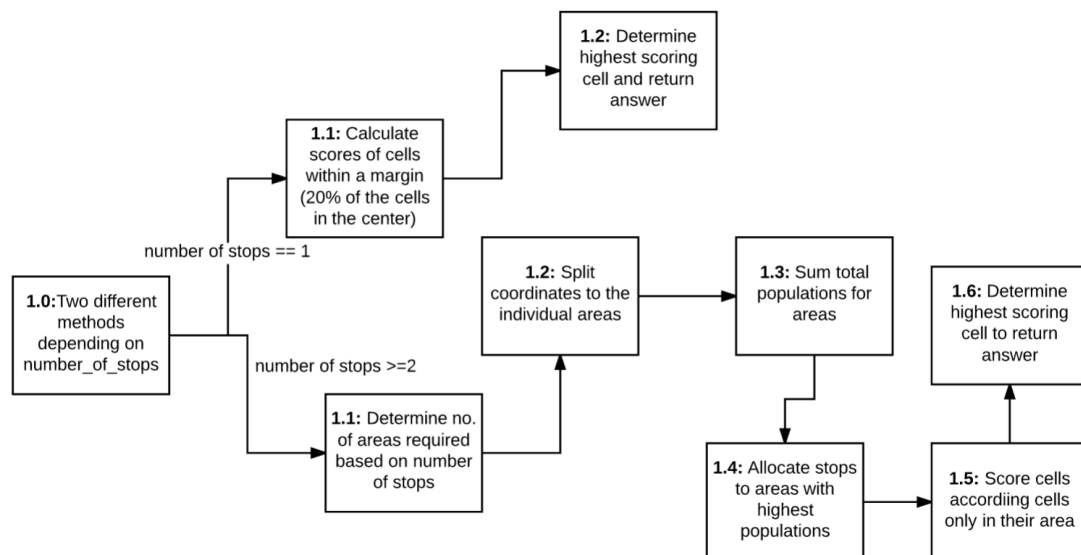 1.2: Determine
highest scoring
cell and return
answer
1.1: Calculate
scores of cells
within a margin
(20% of the cells
in the center)
number of stops == 1
1.0:Two different
methods
depending on
number_of_stops
number of stops >=2
1.1: Determine no.
of areas required
based on number
of stops
1.2: Split
coordinates to the
individual areas
1.3: Sum total
populations for
areas
1.4: Allocate stops
to areas with
highest
populations
1.5: Score cells
accordiing cells
only in their area
1.6: Determine
highest scoring
cell to return
answer